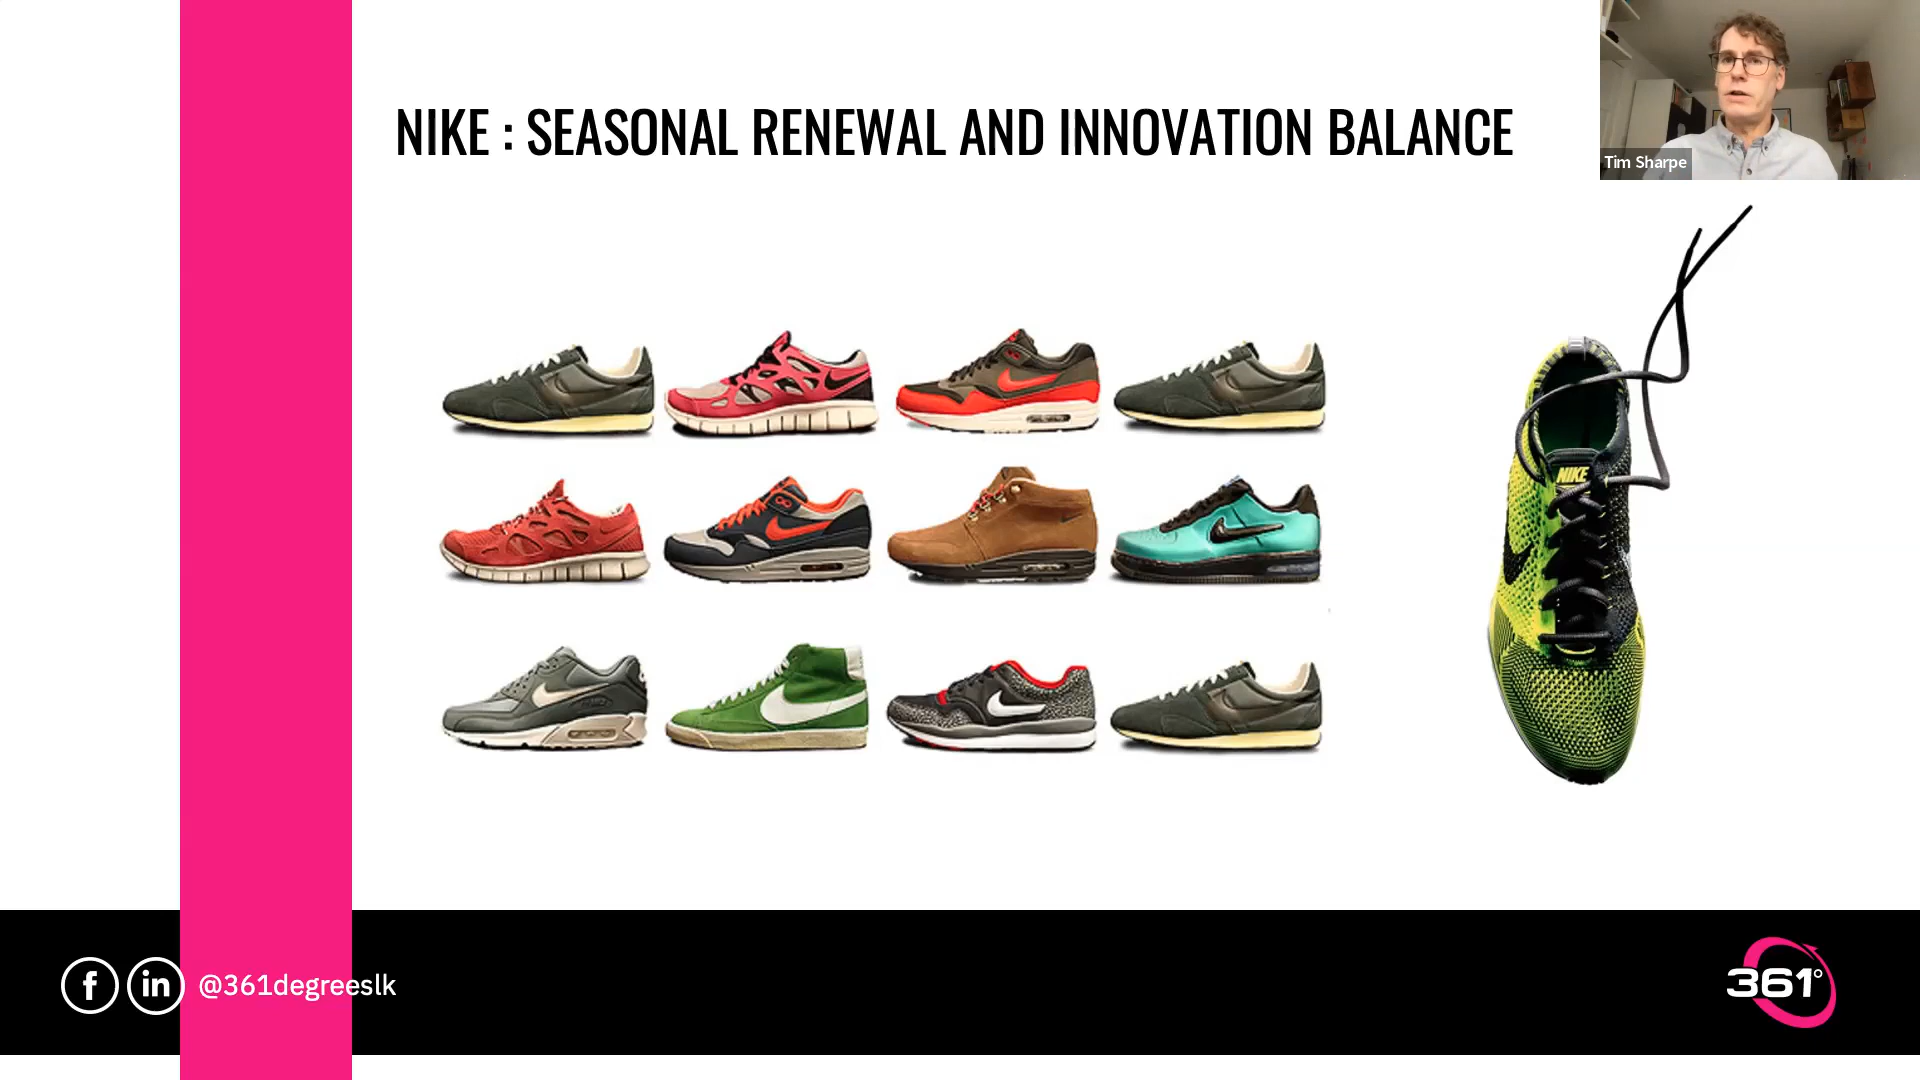 NIKE : SEASONAL RENEWAL AND INNOVATION BALANCE
Tim Sharpe
NIKE
@361degreeslk
361°